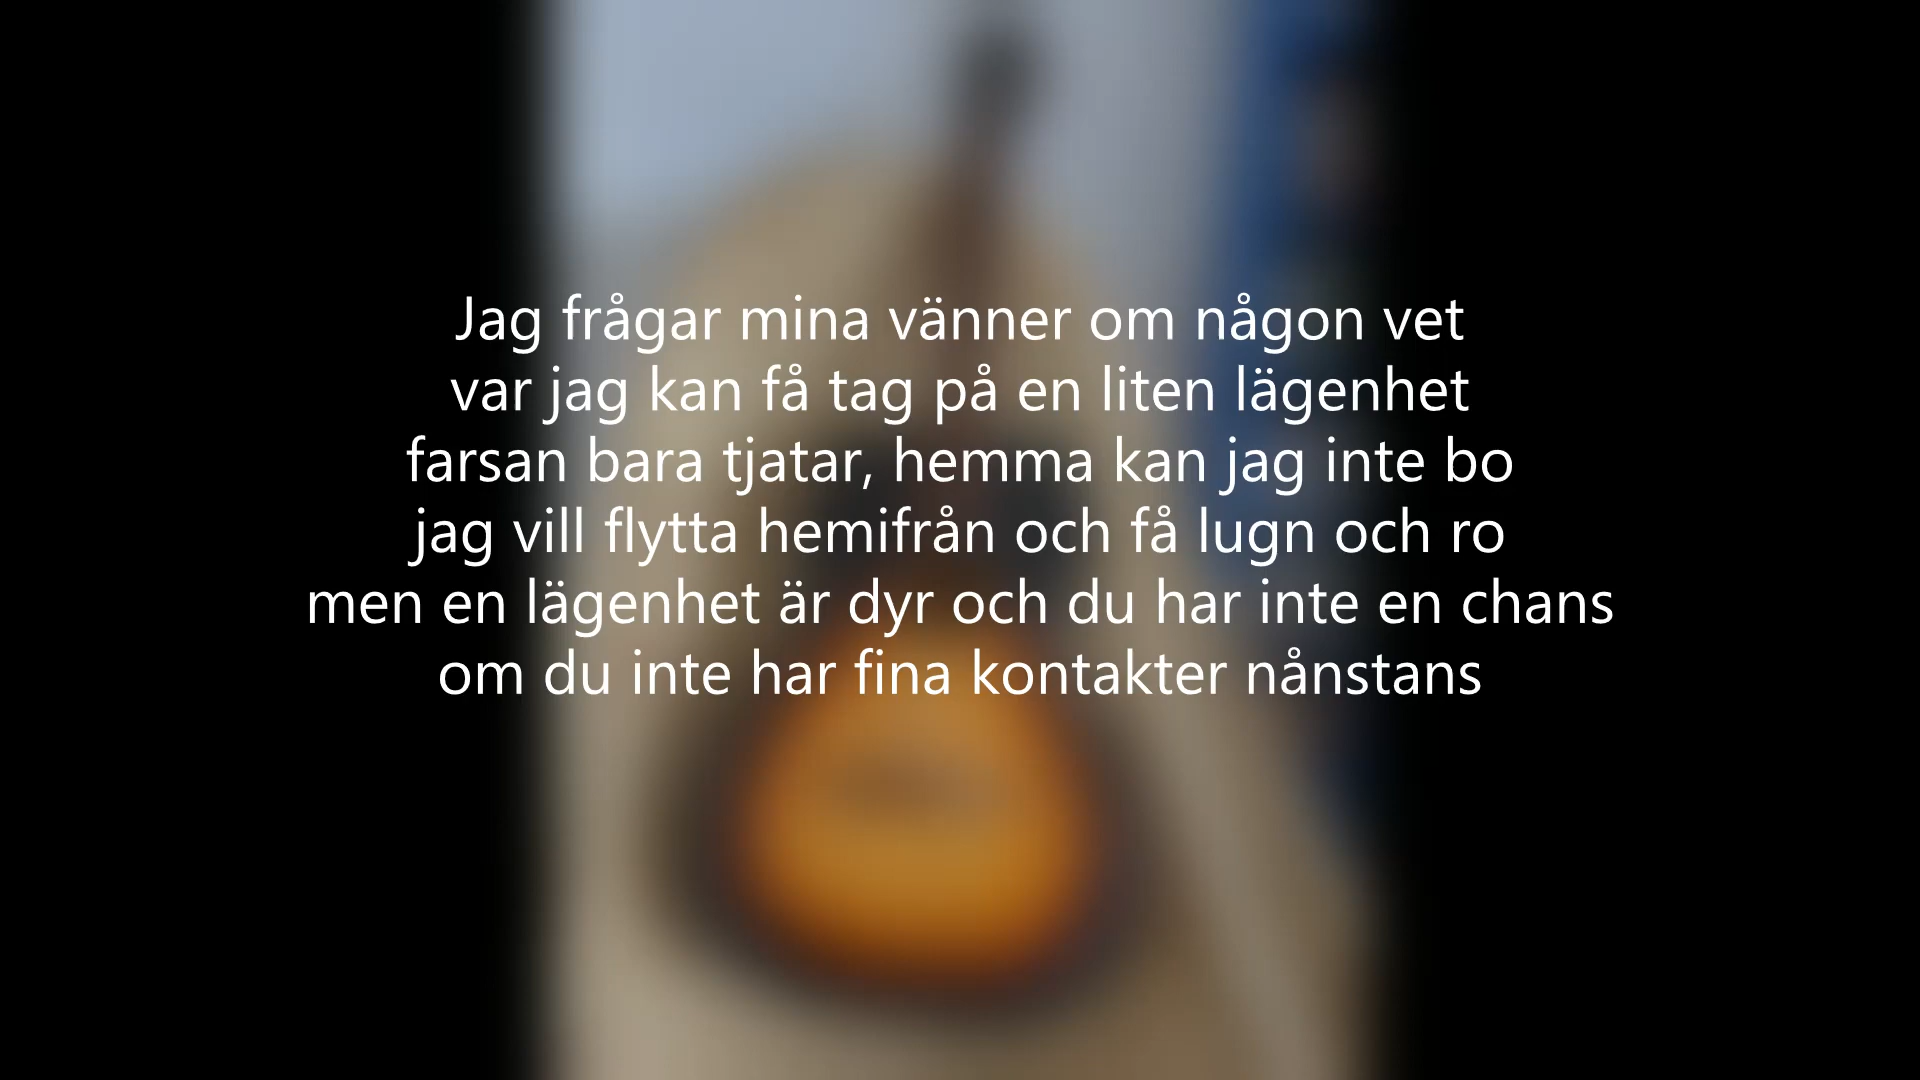 Jag frågar mina vänner om någon vet
var jag kan få tag på en liten lägenhet
farsan bara tjatar, hemma kan jag inte bo
jag vill flytta hemifrån och få lugn och ro
men en lägenhet är dyr och du har inte en chans
om du inte har fina kontakter nånstans